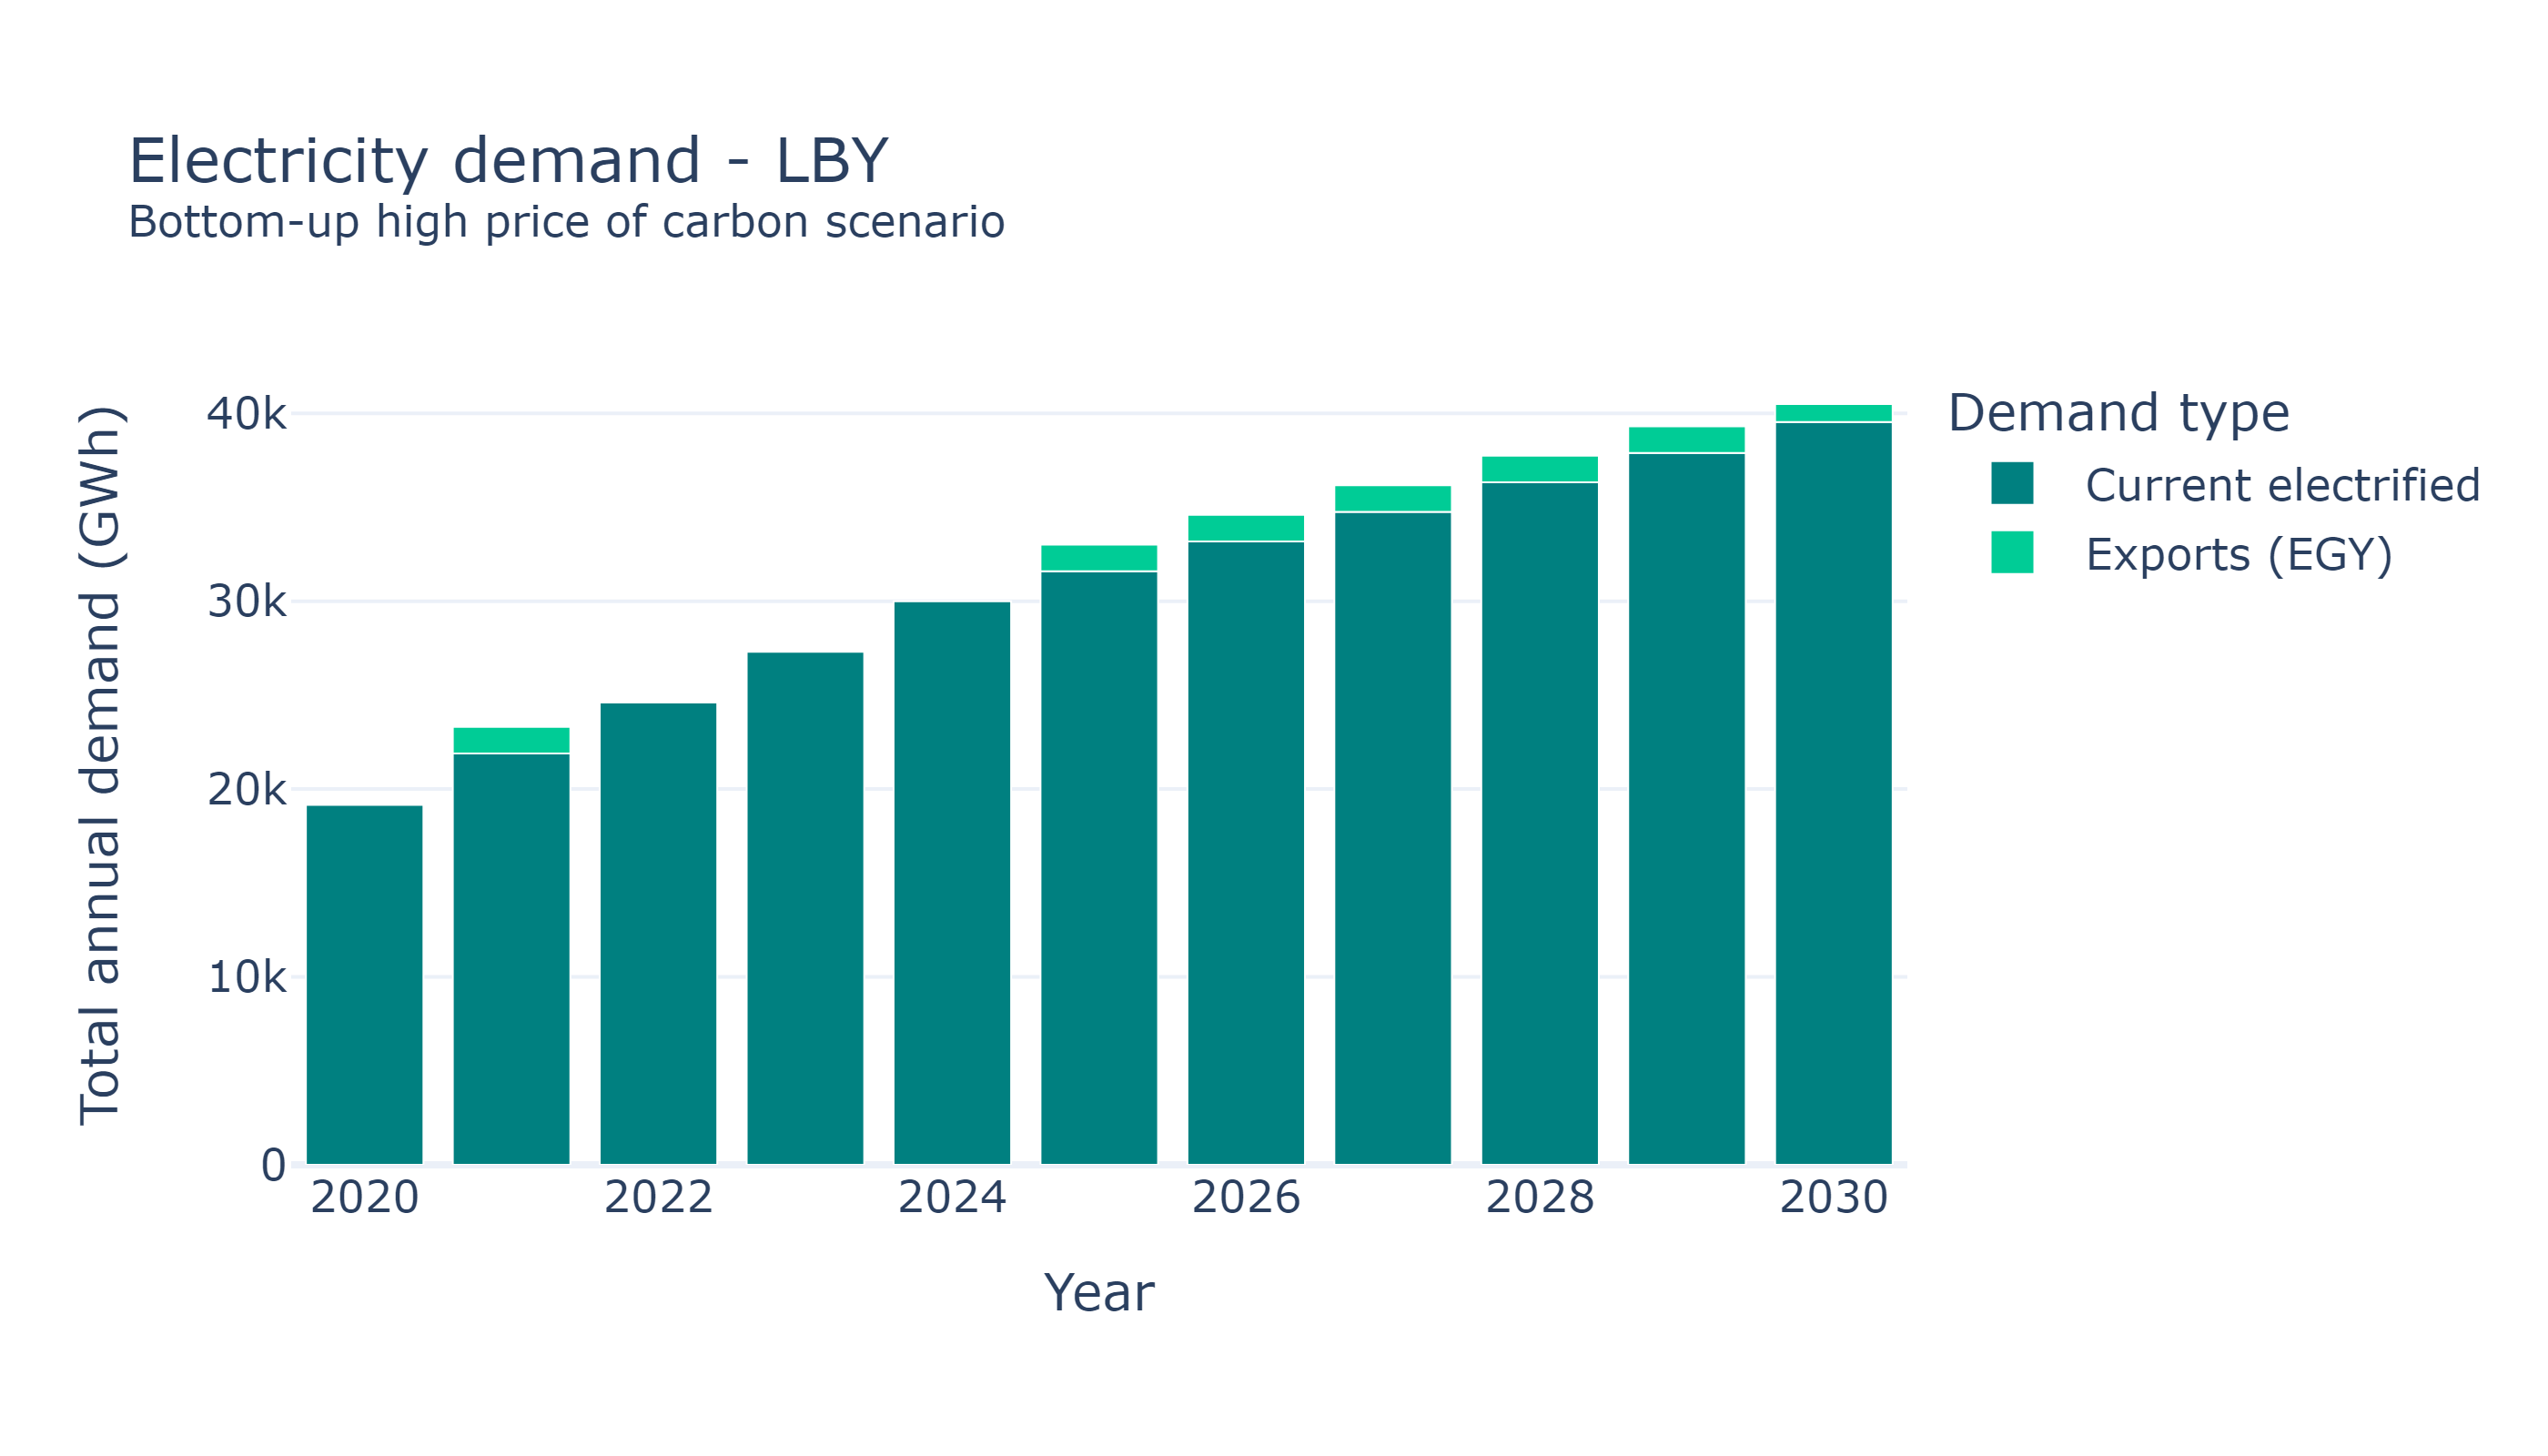 Electricity demand - LBY
Bottom-up high price of carbon scenario
Total annual demand (GWh)
40k
30k
20k
10k
0
2020
2022
2024
2026
2028
2030
Year
Demand type
Current electrified
Exports (EGY)